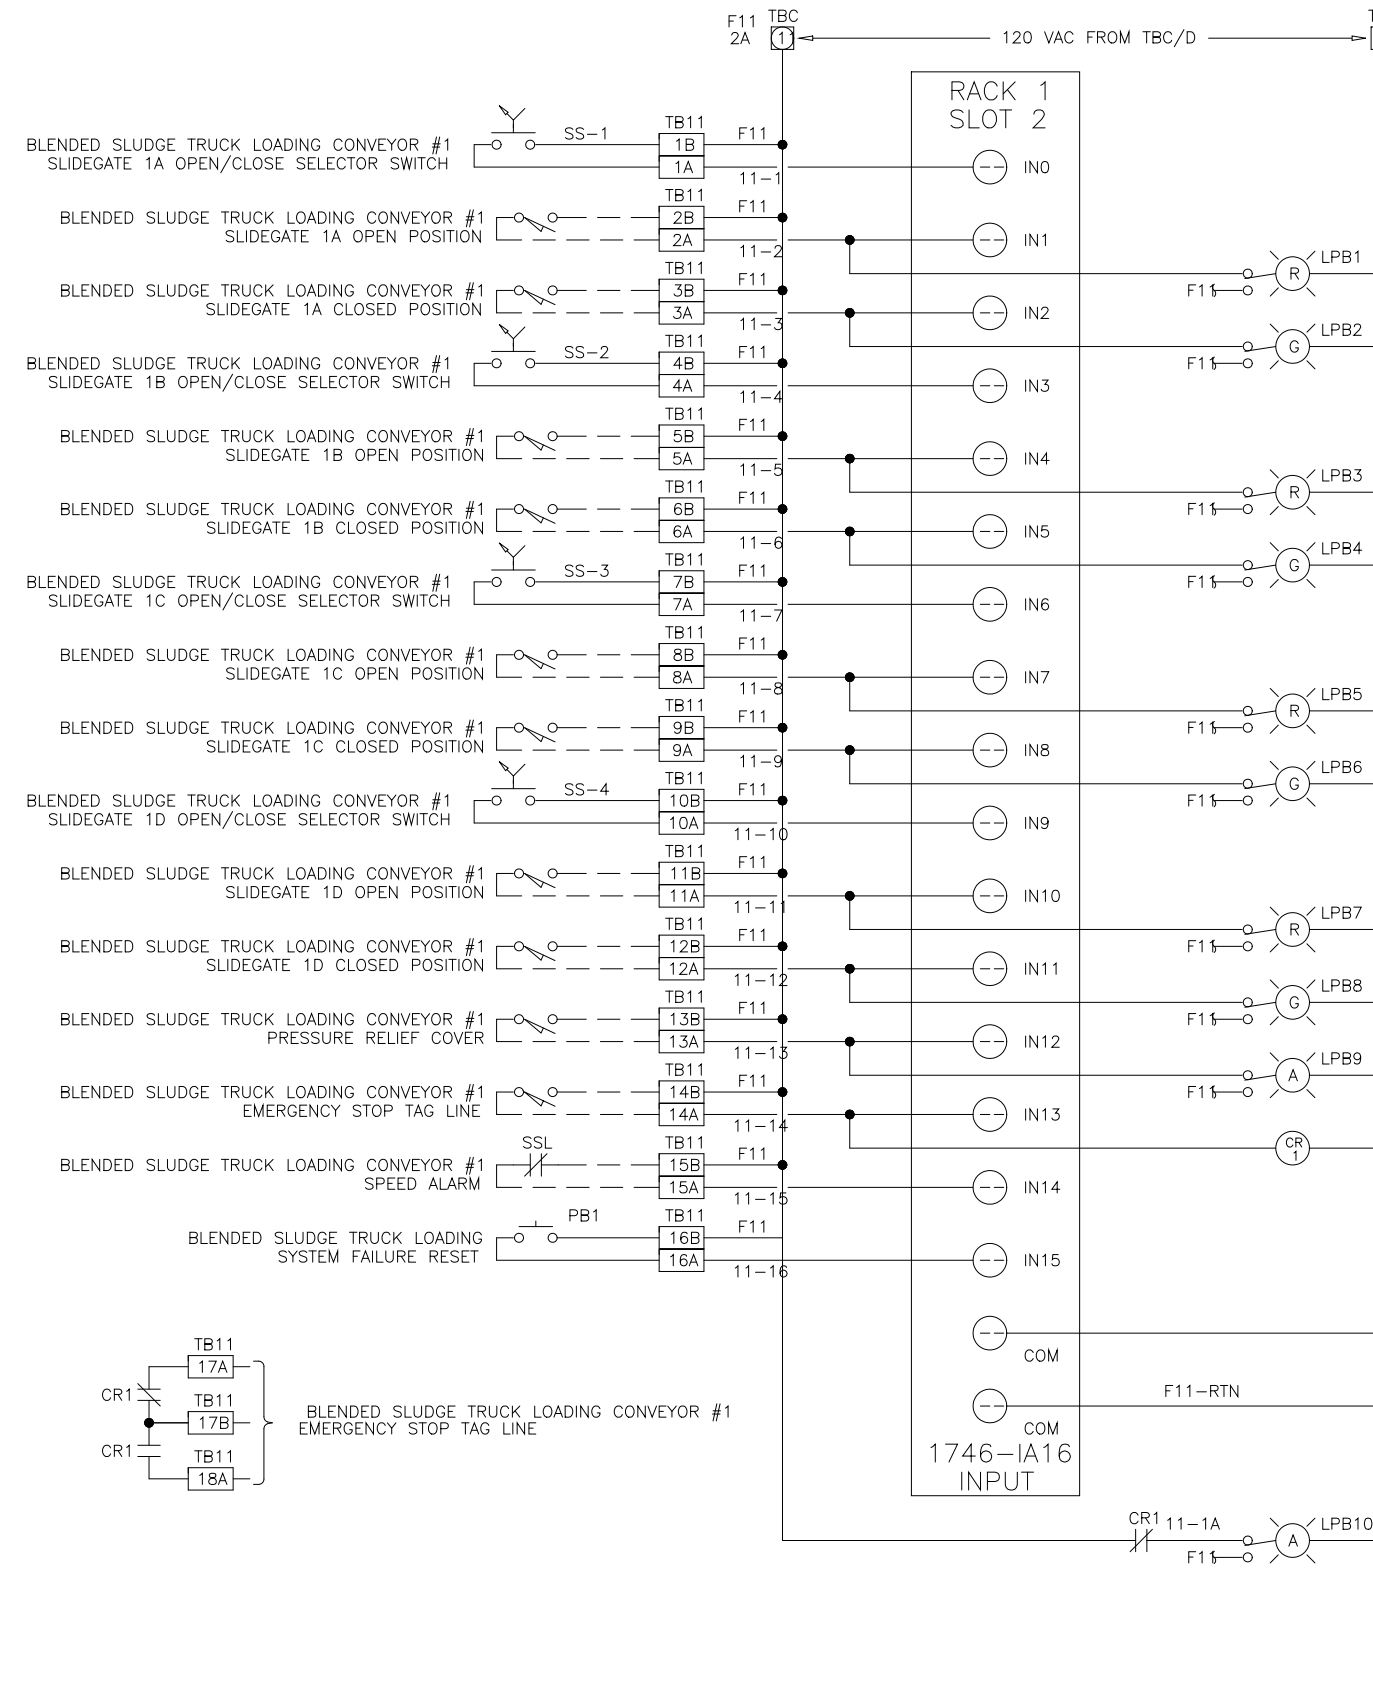 F11 TBC
2A 11 120 VAC FROM TBC/D
RACK 1
SLOT 2
TB11
BLENDED SLUDGE TRUCK LOADING CONVEYOR #1 SS-1 1B F11
SLIDEGATE 1A OPEN/CLOSE SELECTOR SWITCH 1A 11-1 IN0
TB11
BLENDED SLUDGE TRUCK LOADING CONVEYOR #1 2B F11
SLIDEGATE 1A OPEN POSITION 2A 11-2 IN1
LPB1
R
F11
TB11
BLENDED SLUDGE TRUCK LOADING CONVEYOR #1 3B F11
SLIDEGATE 1A CLOSED POSITION 3A 11-3 IN2
LPB2
G
F11
TB11
BLENDED SLUDGE TRUCK LOADING CONVEYOR #1 SS-2 4B F11
SLIDEGATE 1B OPEN/CLOSE SELECTOR SWITCH 4A 11-4 IN3
TB11
BLENDED SLUDGE TRUCK LOADING CONVEYOR #1 5B F11
SLIDEGATE 1B OPEN POSITION 5A 11-5 IN4
LPB3
R
F11
TB11
BLENDED SLUDGE TRUCK LOADING CONVEYOR #1 6B F11
SLIDEGATE 1B CLOSED POSITION 6A 11-6 IN5
LPB4
G
F11
TB11
BLENDED SLUDGE TRUCK LOADING CONVEYOR #1 SS-3 7B F11
SLIDEGATE 1C OPEN/CLOSE SELECTOR SWITCH 7A 11-7 IN6
TB11
BLENDED SLUDGE TRUCK LOADING CONVEYOR #1 8B F11
SLIDEGATE 1C OPEN POSITION 8A 11-8 IN7
LPB5
R
F11
TB11
BLENDED SLUDGE TRUCK LOADING CONVEYOR #1 9B F11
SLIDEGATE 1C CLOSED POSITION 9A 11-9 IN8
LPB6
G
F11
TB11
BLENDED SLUDGE TRUCK LOADING CONVEYOR #1 SS-4 10B F11
SLIDEGATE 1D OPEN/CLOSE SELECTOR SWITCH 10A 11-10 IN9
TB11
BLENDED SLUDGE TRUCK LOADING CONVEYOR #1 11B F11
SLIDEGATE 1D OPEN POSITION 11A 11-11 IN10
LPB7
R
F11
TB11
BLENDED SLUDGE TRUCK LOADING CONVEYOR #1 12B F11
SLIDEGATE 1D CLOSED POSITION 12A 11-12 IN11
LPB8
G
F11
TB11
BLENDED SLUDGE TRUCK LOADING CONVEYOR #1 13B F11
PRESSURE RELIEF COVER 13A 11-13 IN12
LPB9
A
F11
TB11
BLENDED SLUDGE TRUCK LOADING CONVEYOR #1 14B F11
EMERGENCY STOP TAG LINE 14A 11-14 IN13
CR
1
SSL TB11
BLENDED SLUDGE TRUCK LOADING CONVEYOR #1 15B F11
SPEED ALARM 15A 11-15 IN14
PB1 TB11
BLENDED SLUDGE TRUCK LOADING 16B F11
SYSTEM FAILURE RESET 16A 11-16 IN15
COM
F11-RTN
COM
1746-IA16
INPUT
TB11
17A
CR1
TB11
17B
CR1
TB11
18A
BLENDED SLUDGE TRUCK LOADING CONVEYOR #1
EMERGENCY STOP TAG LINE
CR1 11-1A LPB10
A
F11